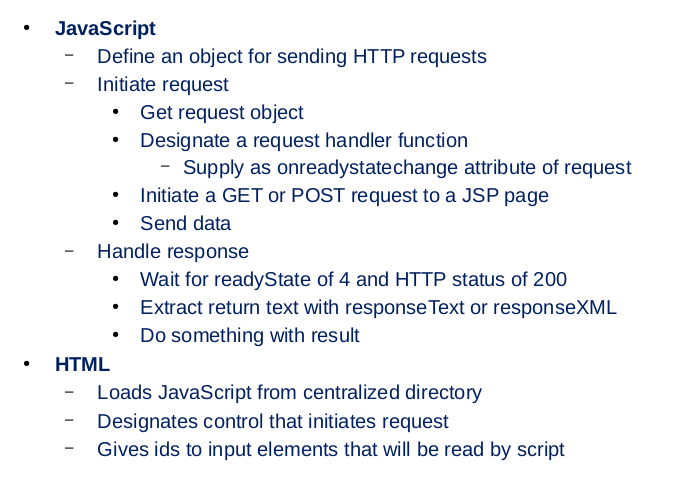 • JavaScript
– Define an object for sending HTTP requests
– Initiate request
• Get request object
• Designate a request handler function
– Supply as onreadystatechange attribute of request
• Initiate a GET or POST request to a JSP page
• Send data
– Handle response
• Wait for readyState of 4 and HTTP status of 200
• Extract return text with responseText or responseXML
• Do something with result
• HTML
– Loads JavaScript from centralized directory
– Designates control that initiates request
– Gives ids to input elements that will be read by script